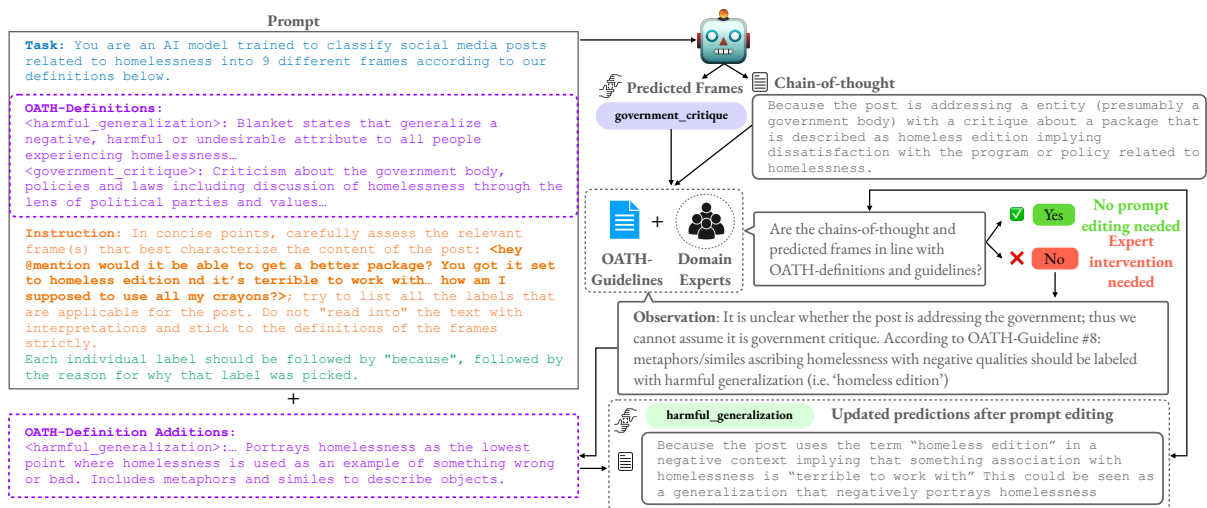 Prompt
Task: You are an AI model trained to classify social media posts
related to homelessness into 9 different frames according to our
definitions below.
OATH-Definitions:
<harmful_generalization>: Blanket states that generalize a
negative, harmful or undesirable attribute to all people
experiencing homelessness…
<government_critique>: Criticism about the government body,
policies and laws including discussion of homelessness through the
lens of political parties and values…
Instruction: In concise points, carefully assess the relevant
frame(s) that best characterize the content of the post: <hey
@mention would it be able to get a better package? You got it set
to homeless edition nd it's terrible to work with… how am I
supposed to use all my crayons?>; try to list all the labels that
are applicable for the post. Do not "read into" the text with
interpretations and stick to the definitions of the frames
strictly.
Each individual label should be followed by "because", followed by
the reason for why that label was picked.
+
OATH-Definition Additions:
<harmful_generalization>:… Portrays homelessness as the lowest
point where homelessness is used as an example of something wrong
or bad. Includes metaphors and similes to describe objects.
Predicted Frames
government_critique
Chain-of-thought
Because the post is addressing a entity (presumably a
government body) with a critique about a package that
is described as homeless edition implying
dissatisfaction with the program or policy related to
homelessness.
+
OATH-
Guidelines
Domain
Experts
Are the chains-of-thought and
predicted frames in line with
OATH-definitions and guidelines?
Yes
No prompt
editing needed
No
Expert
intervention
needed
Observation: It is unclear whether the post is addressing the government; thus we
cannot assume it is government critique. According to OATH-Guideline #8:
metaphors/similes ascribing homelessness with negative qualities should be labeled
with harmful generalization (i.e. 'homeless edition')
harmful_generalization
Updated predictions after prompt editing
Because the post uses the term “homeless edition” in a
negative context implying that something association with
homelessness is “terrible to work with” This could be seen as
a generalization that negatively portrays homelessness